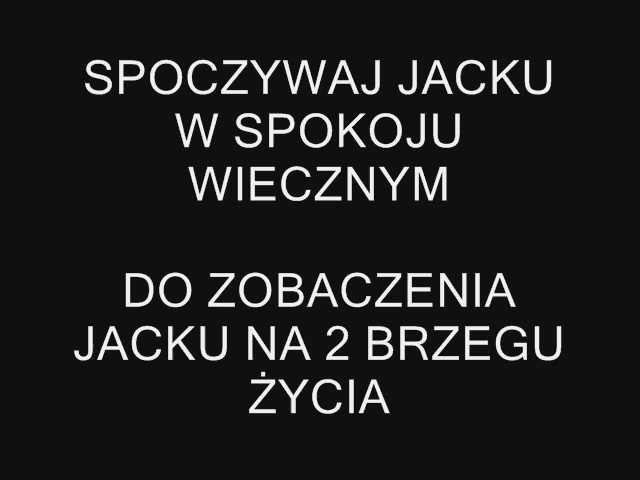 SPOCZYWAJ JACKU
W SPOKOJU
WIECZNYM
DO ZOBACZENIA
JACKU NA 2 BRZEGU
ŻYCIA